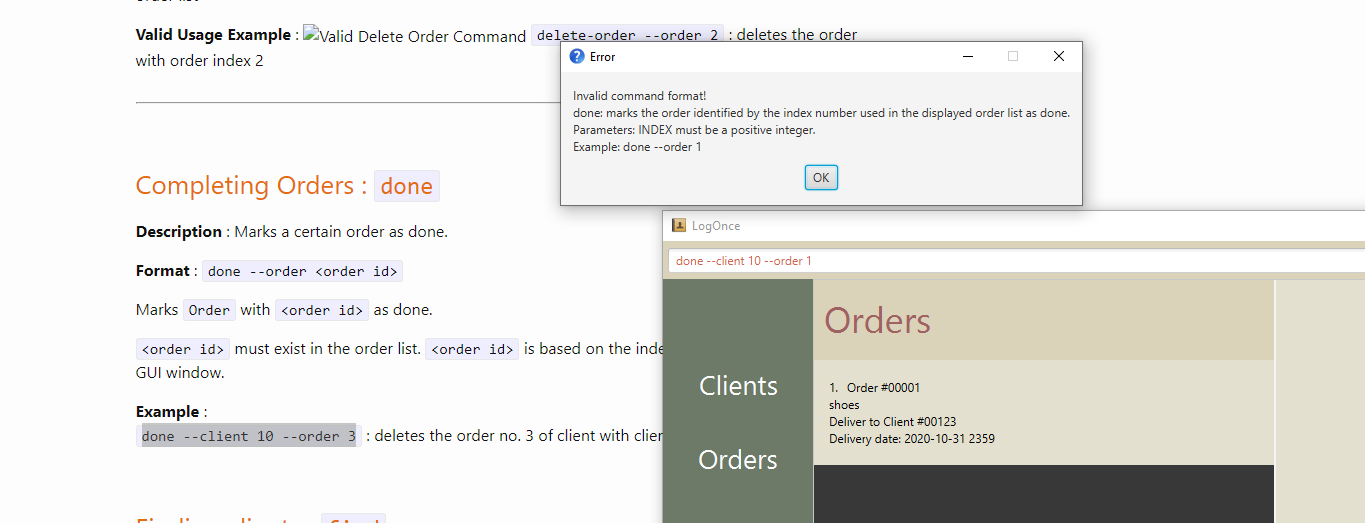 Valid Usage Example : Valid Delete Order Command delete-order --order 2 : deletes the order
with order index 2
Error
Invalid command format!
done: marks the order identified by the index number used in the displayed order list as done.
Parameters: INDEX must be a positive integer.
Example: done --order 1
OK
Completing Orders : done
Description : Marks a certain order as done.
Format : done --order <order id>
Marks Order with <order id> as done.
<order id> must exist in the order list. <order id> is based on the inde
GUI window.
Example :
done --client 10 --order 3 : deletes the order no. 3 of client with clien
LogOnce
done --client 10 --order 1
Clients
Orders
Orders
1. Order #00001
shoes
Deliver to Client #00123
Delivery date: 2020-10-31 2359